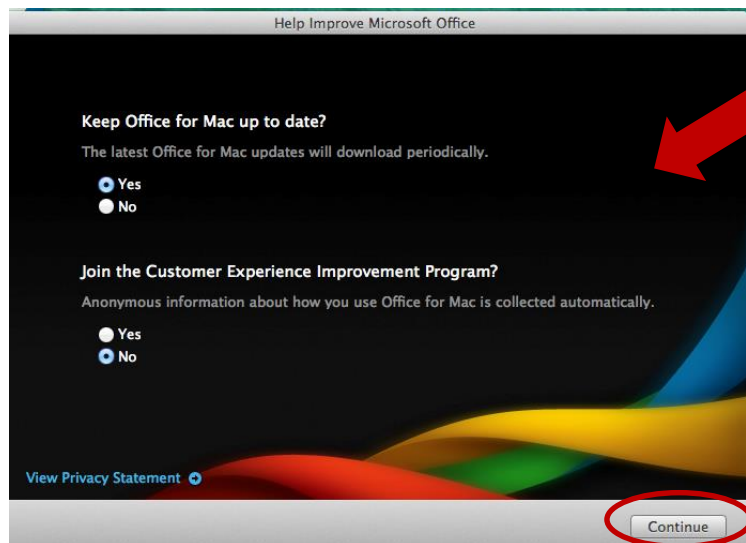 Help Improve Microsoft Office
Keep Office for Mac up to date?
The latest Office for Mac updates will download periodically.
Yes
No
Join the Customer Experience Improvement Program?
Anonymous information about how you use Office for Mac is collected automatically.
Yes
No
View Privacy Statement
Continue